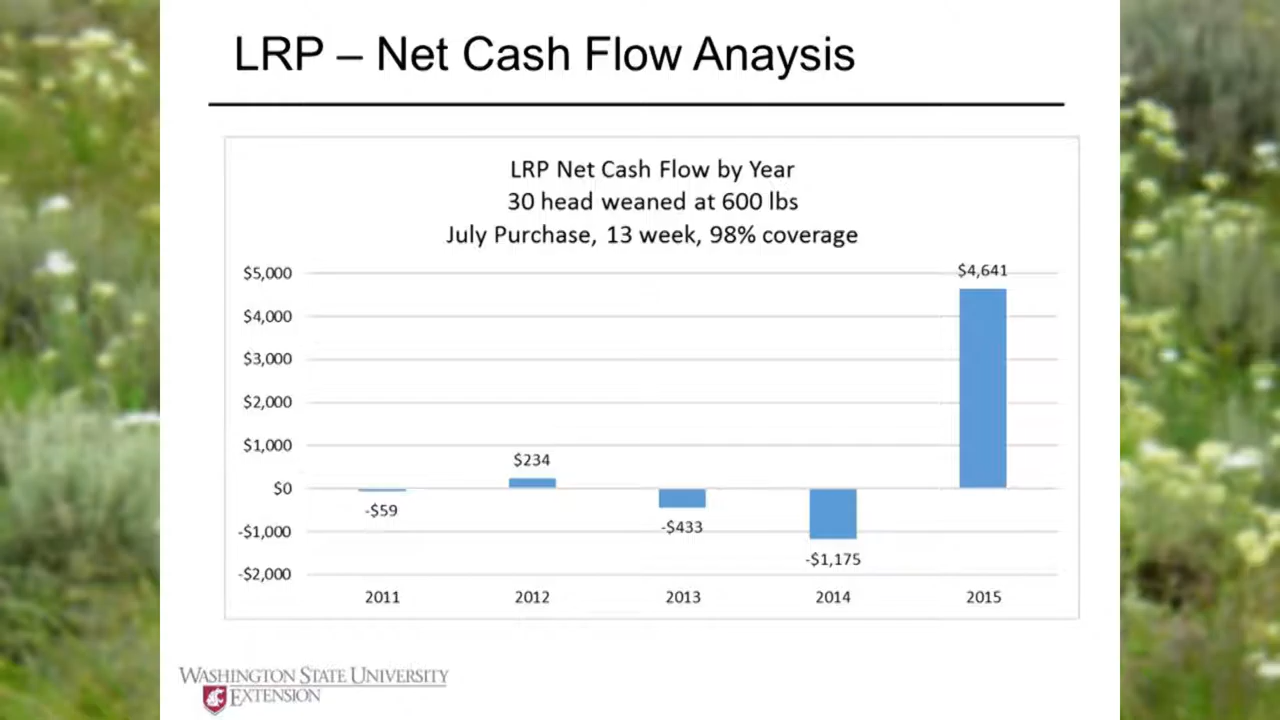 LRP – Net Cash Flow Anaysis
LRP Net Cash Flow by Year
30 head weaned at 600 lbs
July Purchase, 13 week, 98% coverage
$5,000
$4,641
$4,000
$3,000
$2,000
$1,000
$234
$0
-$59
-$433
-$1,000
-$1,175
-$2,000
2011 2012 2013 2014 2015
WASHINGTON STATE UNIVERSITY
EXTENSION